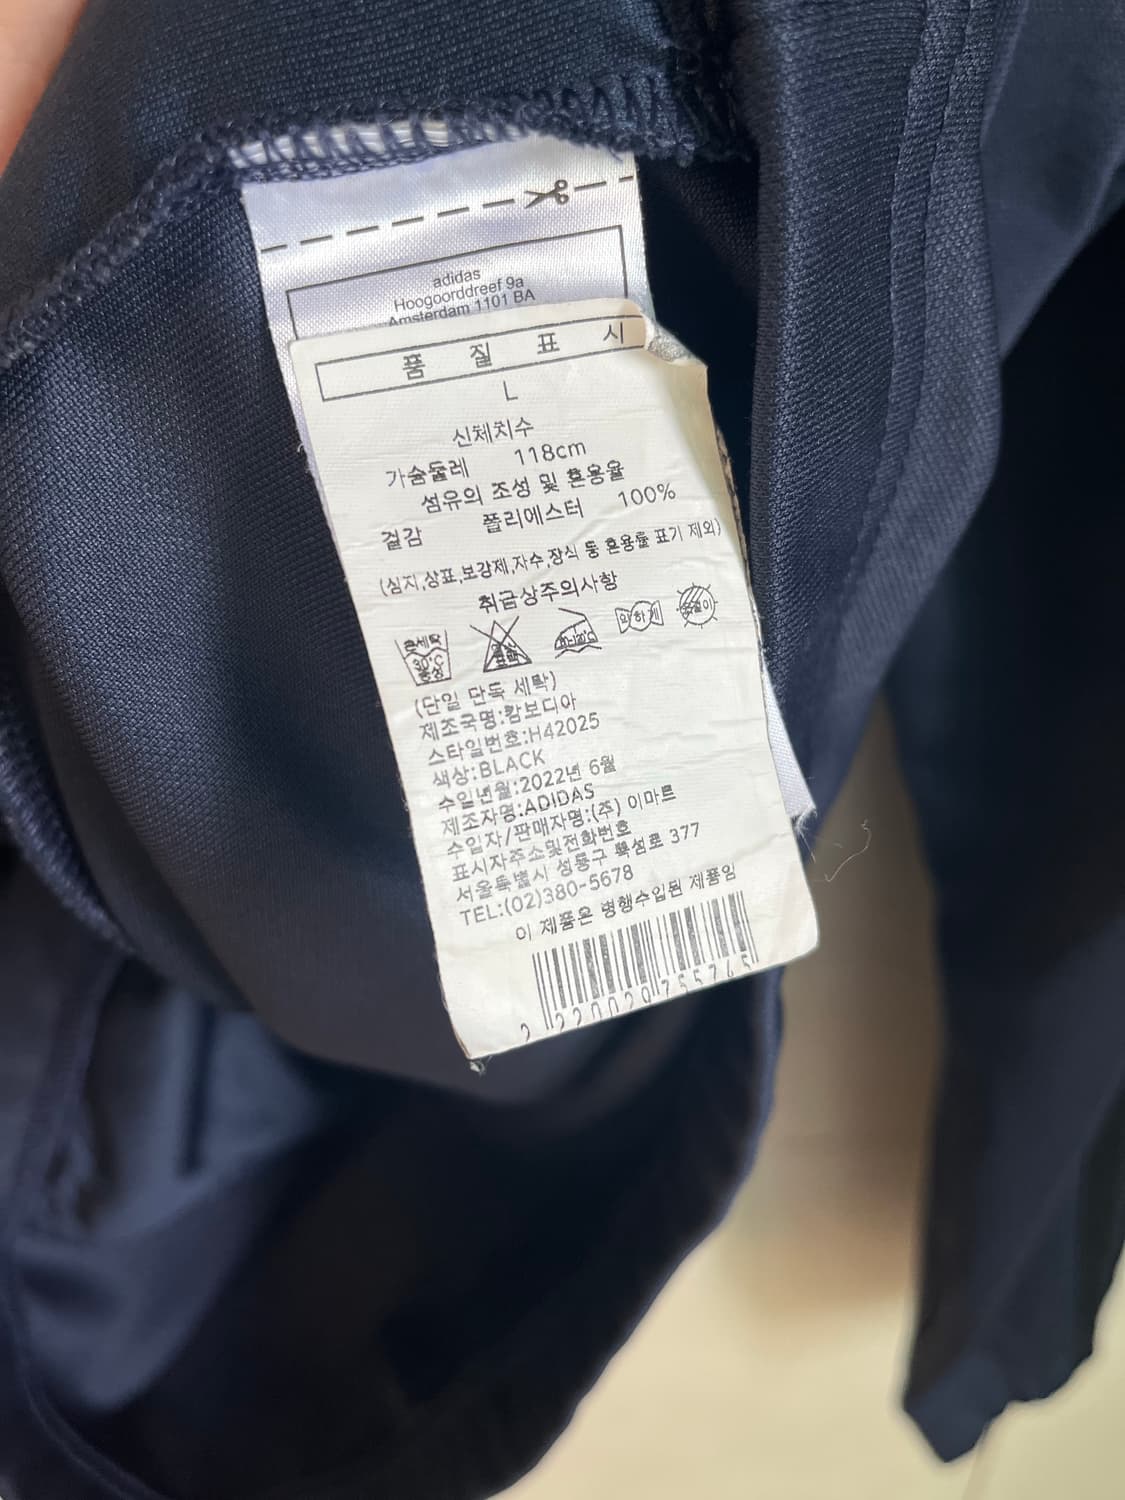 adidas
Hoogoorddreef 9a
Amsterdam 1101 BA
품 질 표 시
L
신체치수
가슴둘레 118cm
섬유의 조성 및 혼용율
겉감 폴리에스터 100%
(심지,상표,보강제,자수,장식 등 혼용률 표기 제외)
취급상주의사항
약하게
(단일 단독 세탁)
제조국명:캄보디아
스타일번호:H42025
색상:BLACK
수입년월:2022년 6월
제조자명:ADIDAS
수입자/판매자명:(주) 이마트
표시자주소및전화번호
서울특별시 성동구 뚝섬로 377
TEL:(02)380-5678
이 제품은 병행수입된 제품임